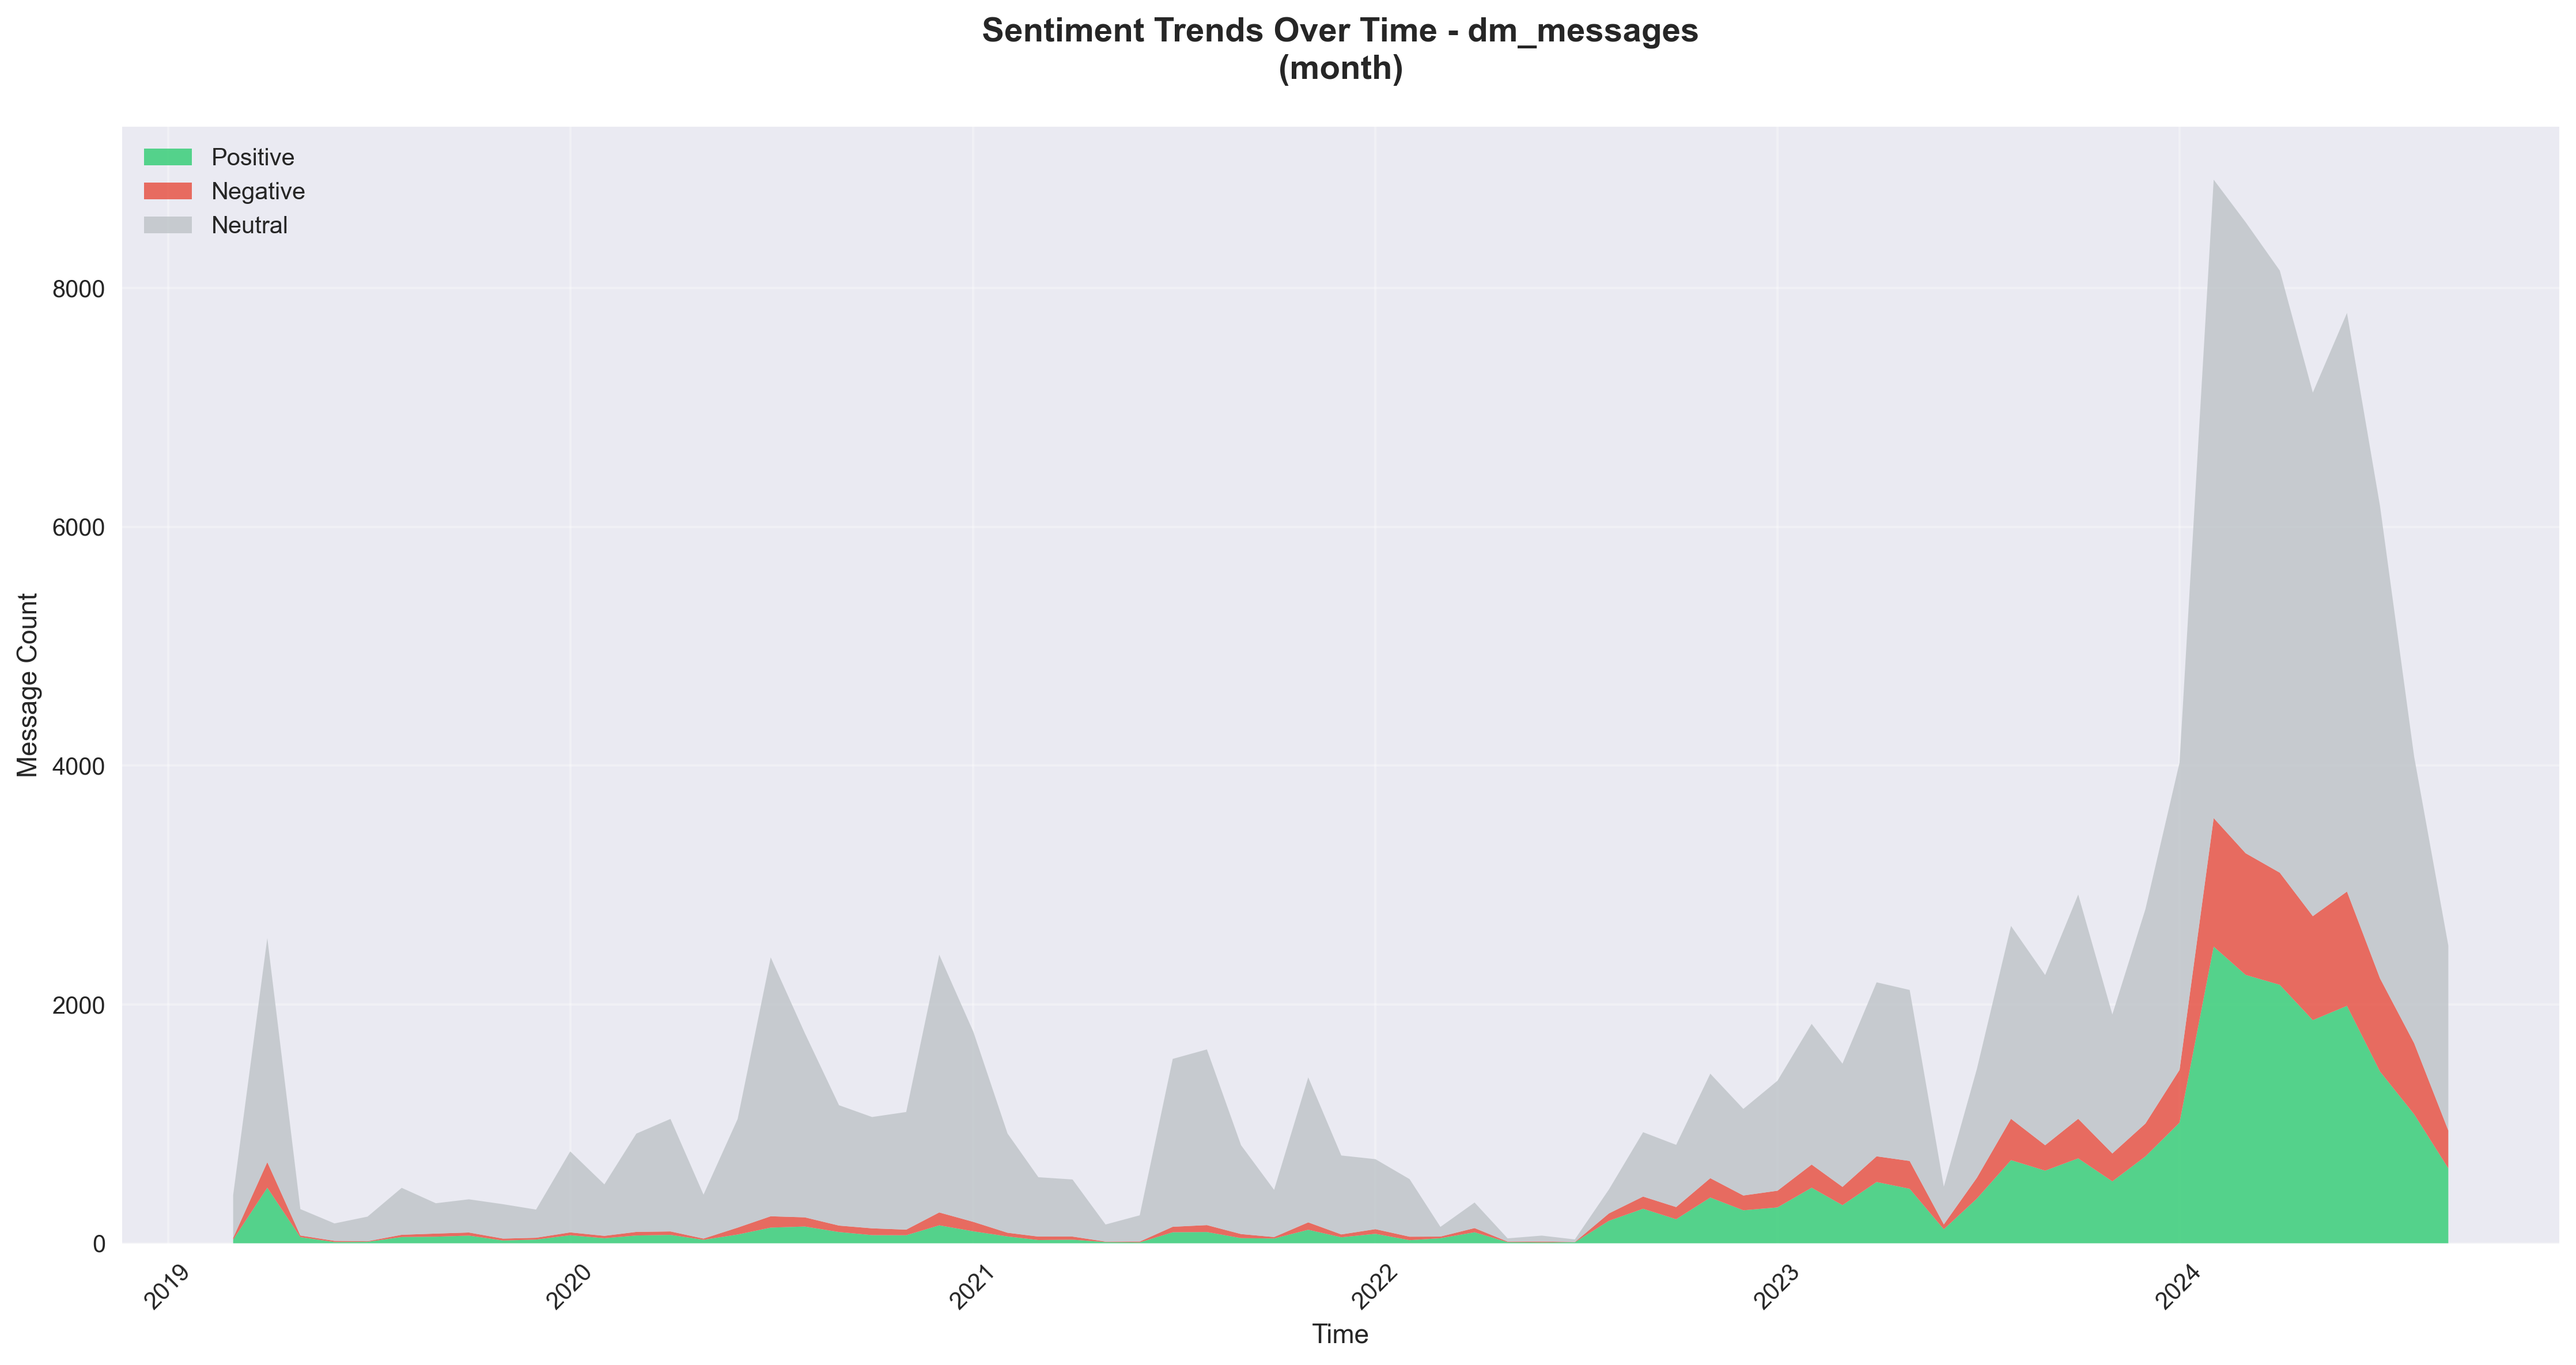 Sentiment Trends Over Time - dm_messages
(month)
Positive
Negative
Neutral
Message Count
8000
6000
4000
2000
0
2019
2020
2021
2022
2023
2024
Time